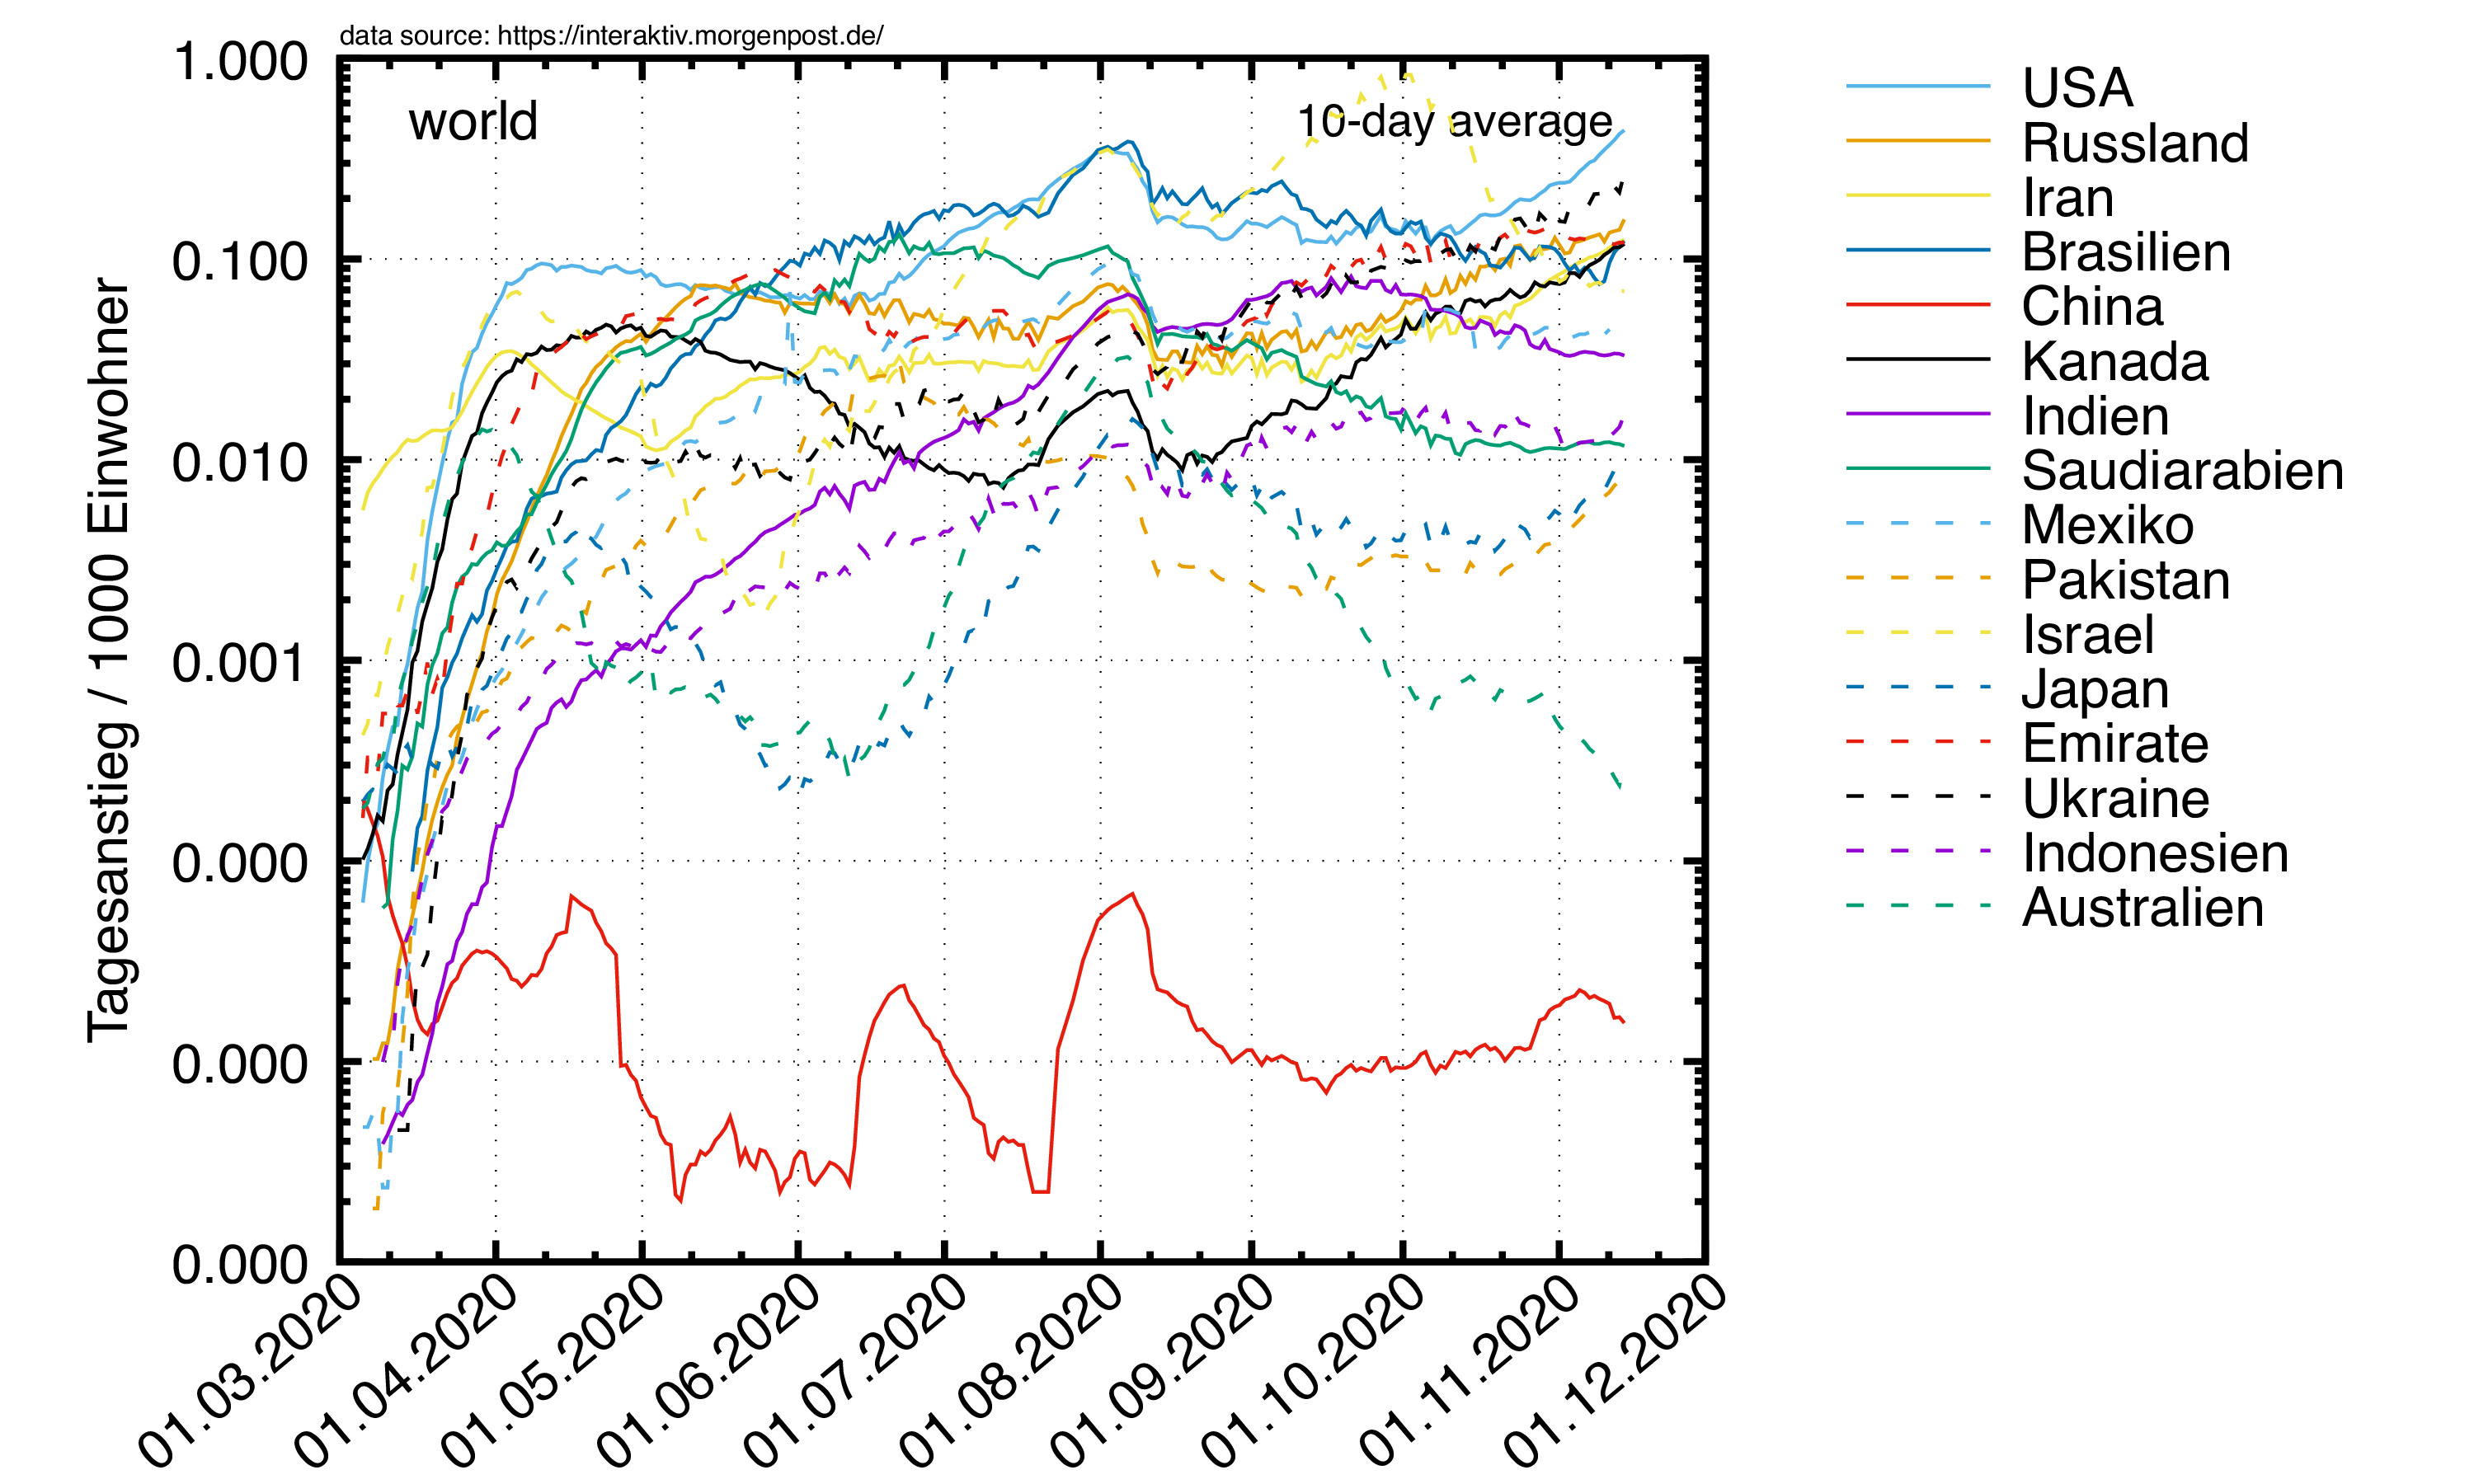 data source: https://interaktiv.morgenpost.de/
1.000
0.100
0.010
0.001
0.000
0.000
0.000
Tagesanstieg / 1000 Einwohner
world
10-day average
01.03.2020
01.04.2020
01.05.2020
01.06.2020
01.07.2020
01.08.2020
01.09.2020
01.10.2020
01.11.2020
01.12.2020
USA
Russland
Iran
Brasilien
China
Kanada
Indien
Saudiarabien
Mexiko
Pakistan
Israel
Japan
Emirate
Ukraine
Indonesien
Australien